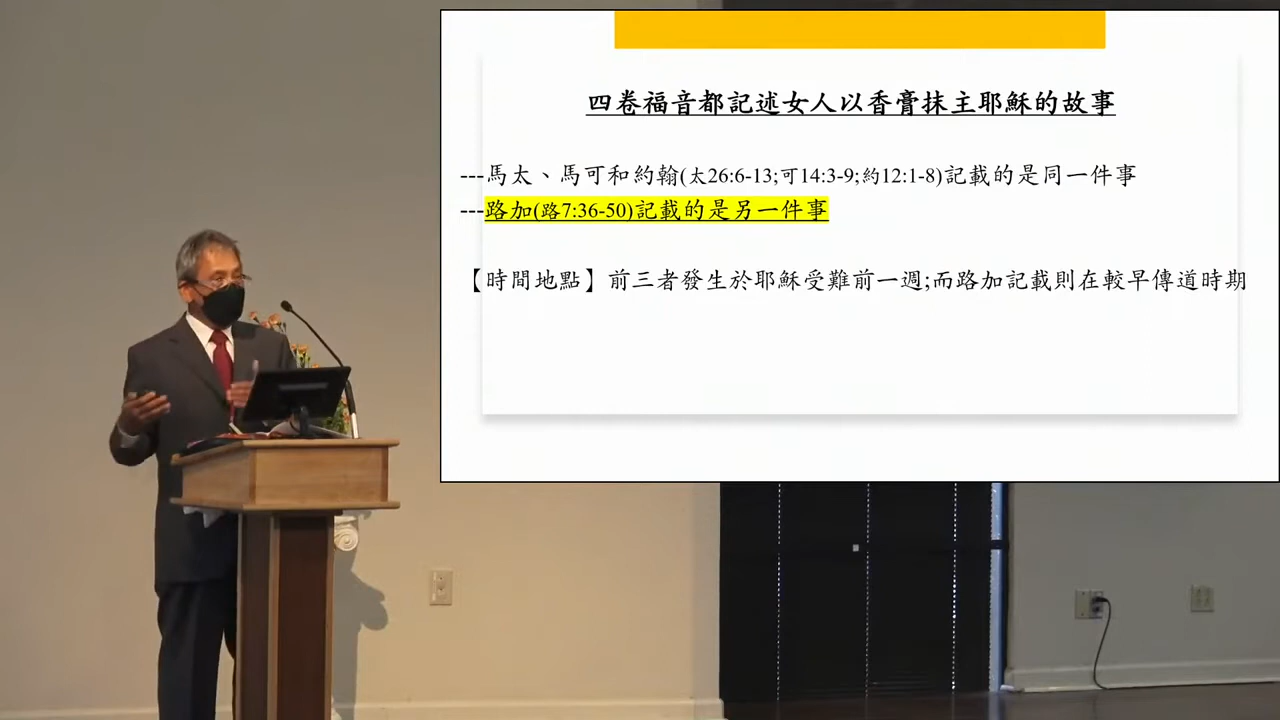 四卷福音都記述女人以香膏抹主耶穌的故事
---馬太、馬可和約翰(太26:6-13;可14:3-9;約12:1-8)記載的是同一件事
---路加(路7:36-50)記載的是另一件事
【時間地點】前三者發生於耶穌受難前一週;而路加記載則在較早傳道時期